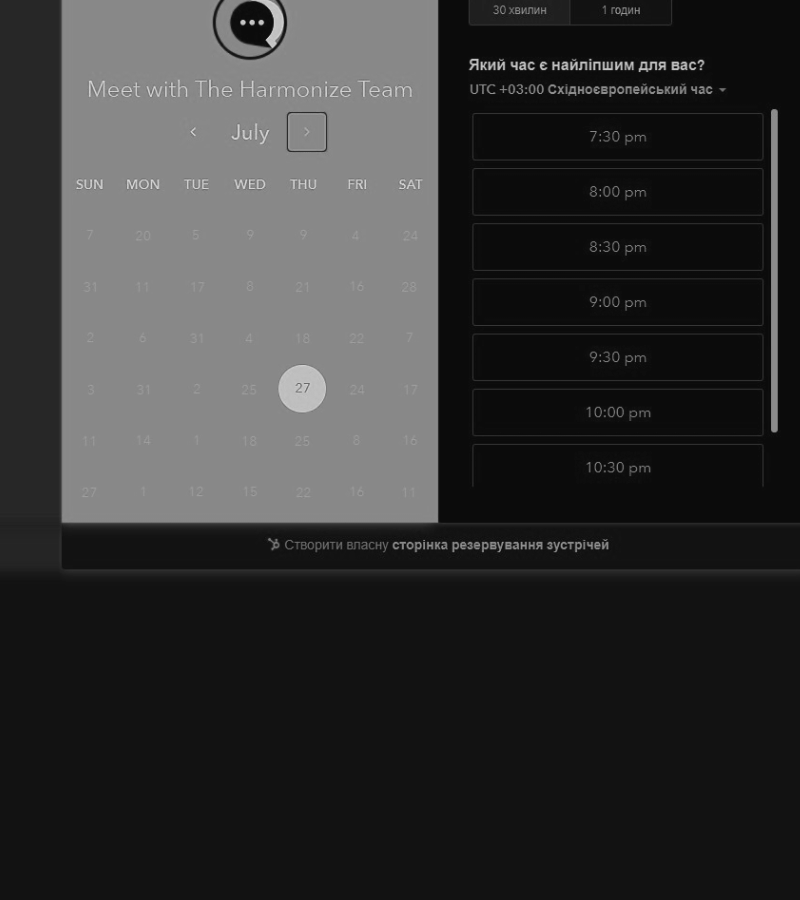 Meet with The Harmonize Team
July
SUN MON TUE WED THU FRI SAT
7 20 5 9 9 4 24
31 11 17 8 21 16 28
2 6 31 4 18 22 7
3 31 2 25 27 24 17
11 14 1 18 25 8 16
27 1 12 15 22 16 11
30 хвилин 1 годин
Який час є найліпшим для вас?
UTC +03:00 Східноєвропейський час
7:30 pm
8:00 pm
8:30 pm
9:00 pm
9:30 pm
10:00 pm
10:30 pm
Створити власну сторінка резервування зустрічей